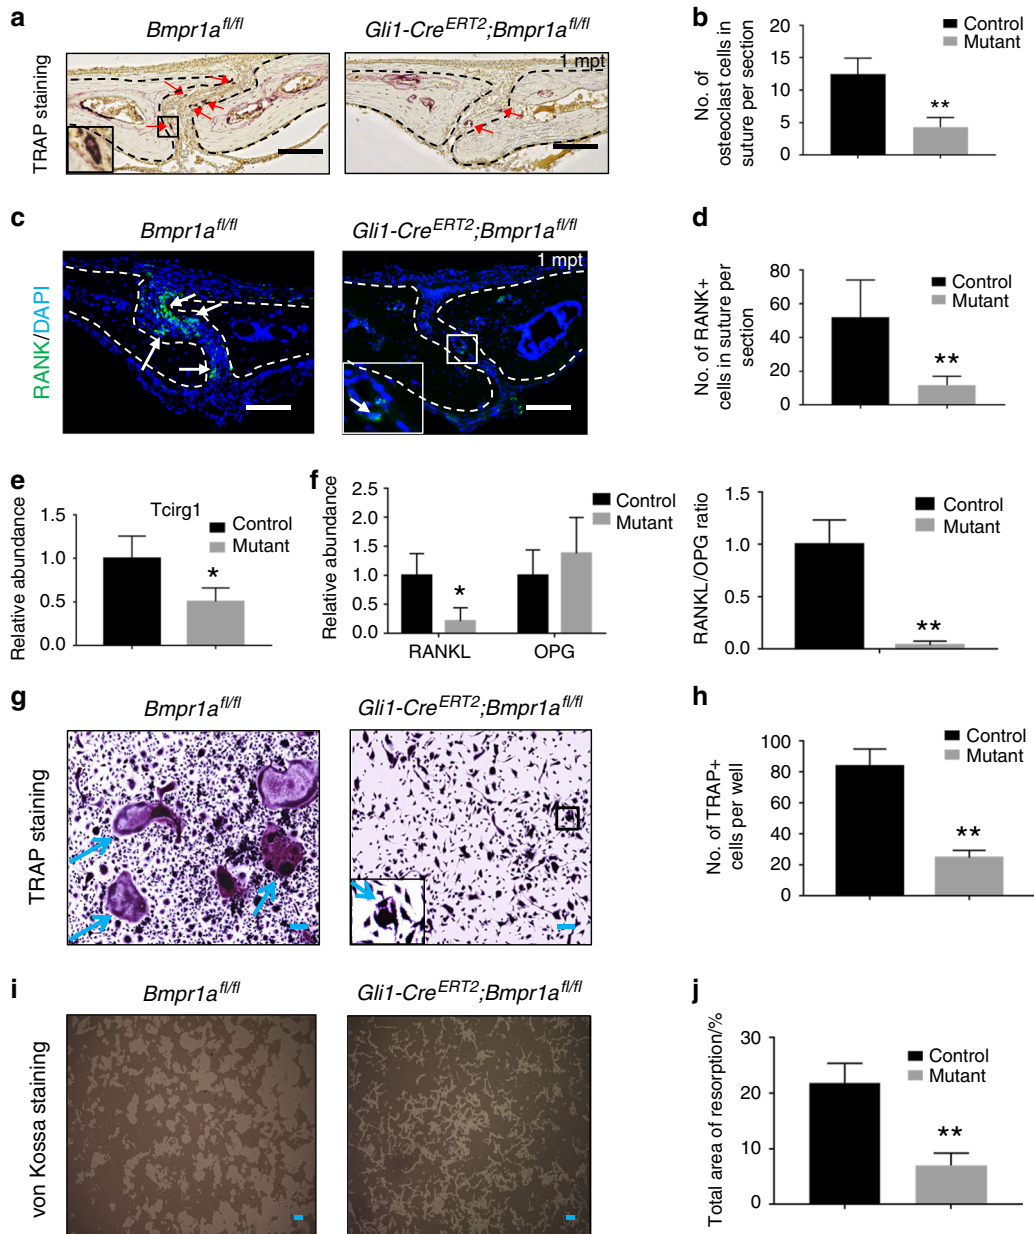 a
Bmpr1a^fl/fl
Gli1-Cre^ERT2;Bmpr1a^fl/fl
TRAP staining
1 mpt
b
No. of
osteoclast cells in
suture per section
20
15
10
5
0
Control
Mutant
**
c
Bmpr1a^fl/fl
Gli1-Cre^ERT2;Bmpr1a^fl/fl
RANK/DAPI
1 mpt
d
No. of RANK+
cells in suture per
section
80
60
40
20
0
Control
Mutant
**
e
Relative abundance
Tcirg1
1.5
1.0
0.5
0.0
Control
Mutant
*
f
Relative abundance
2.5
2.0
1.5
1.0
0.5
0.0
Control
Mutant
*
RANKL
OPG
RANKL/OPG ratio
1.5
1.0
0.5
0.0
Control
Mutant
**
g
Bmpr1a^fl/fl
Gli1-Cre^ERT2;Bmpr1a^fl/fl
TRAP staining
h
No. of TRAP+
cells per well
100
80
60
40
20
0
Control
Mutant
**
i
Bmpr1a^fl/fl
Gli1-Cre^ERT2;Bmpr1a^fl/fl
von Kossa staining
j
Total area of resorption/%
30
20
10
0
Control
Mutant
**